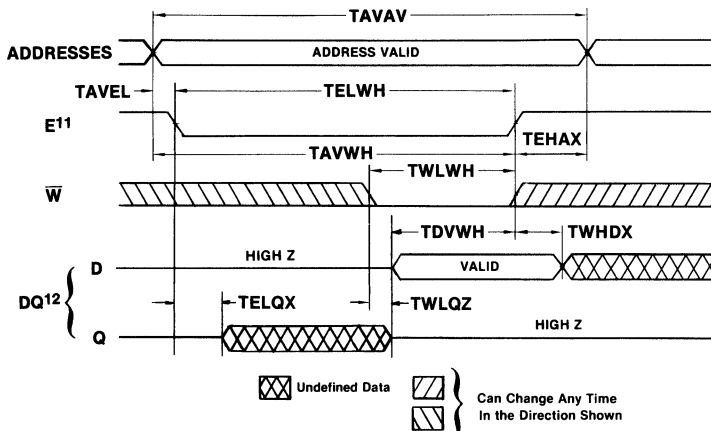 TAVAV
ADDRESSES
ADDRESS VALID
TAVEL
TELWH
E11
TAVWH
TEHAX
TWLWH
W
TDVWH
TWHDX
D
HIGH Z
VALID
DQ12
TELQX
TWLQZ
Q
HIGH Z
Undefined Data
Can Change Any Time
In the Direction Shown